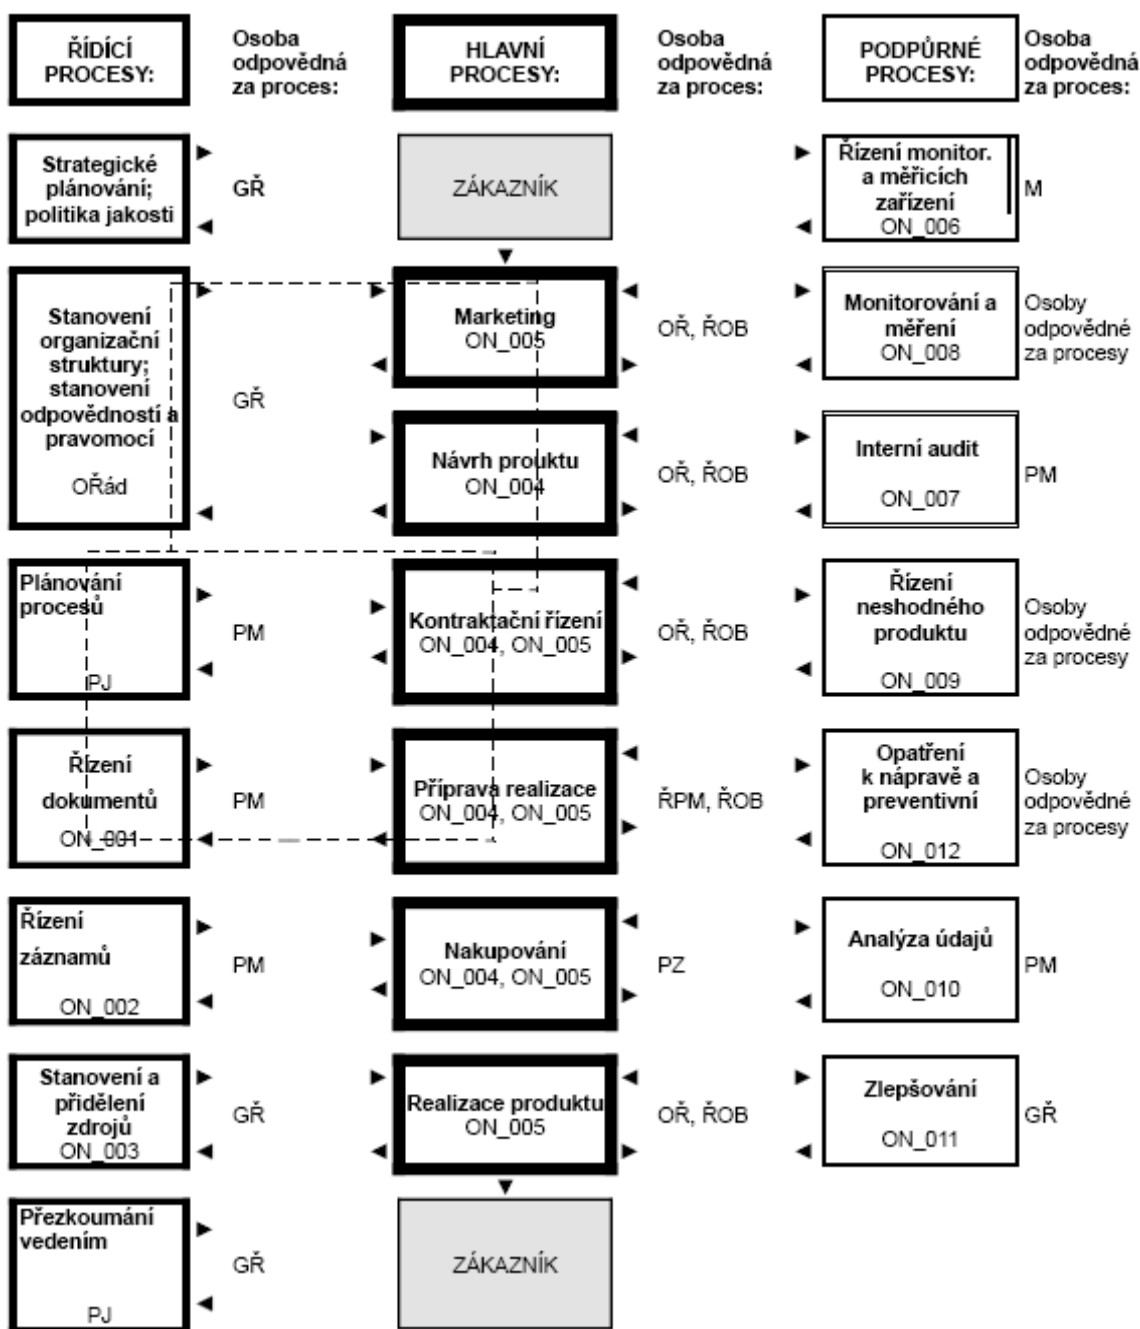 ŘÍDÍCÍ
PROCESY:
Osoba
odpovědná
za proces:
HLAVNÍ
PROCESY:
Osoba
odpovědná
za proces:
PODPŮRNÉ
PROCESY:
Osoba
odpovědná
za proces:
Strategické
plánování;
politika jakosti
GŘ
ZÁKAZNÍK
Řízení monitor.
a měřicích
zařízení
ON_006
M
Stanovení
organizační
struktury;
stanovení
odpovědností a
pravomocí
OŘád
GŘ
Marketing
ON_005
OŘ, ŘOB
Monitorování a
měření
ON_008
Osoby
odpovědné
za procesy
Návrh prouktu
ON_004
OŘ, ŘOB
Interní audit
ON_007
PM
Plánování
procesů
PJ
PM
Kontraktační řízení
ON_004, ON_005
OŘ, ŘOB
Řízení
neshodného
produktu
ON_009
Osoby
odpovědné
za procesy
Řízení
dokumentů
ON_001
PM
Příprava realizace
ON_004, ON_005
ŘPM, ŘOB
Opatření
k nápravě a
preventivní
ON_012
Osoby
odpovědné
za procesy
Řízení
záznamů
ON_002
PM
Nakupování
ON_004, ON_005
PZ
Analýza údajů
ON_010
PM
Stanovení a
přidělení
zdrojů
ON_003
GŘ
Realizace produktu
ON_005
OŘ, ŘOB
Zlepšování
ON_011
GŘ
Přezkoumání
vedením
PJ
GŘ
ZÁKAZNÍK